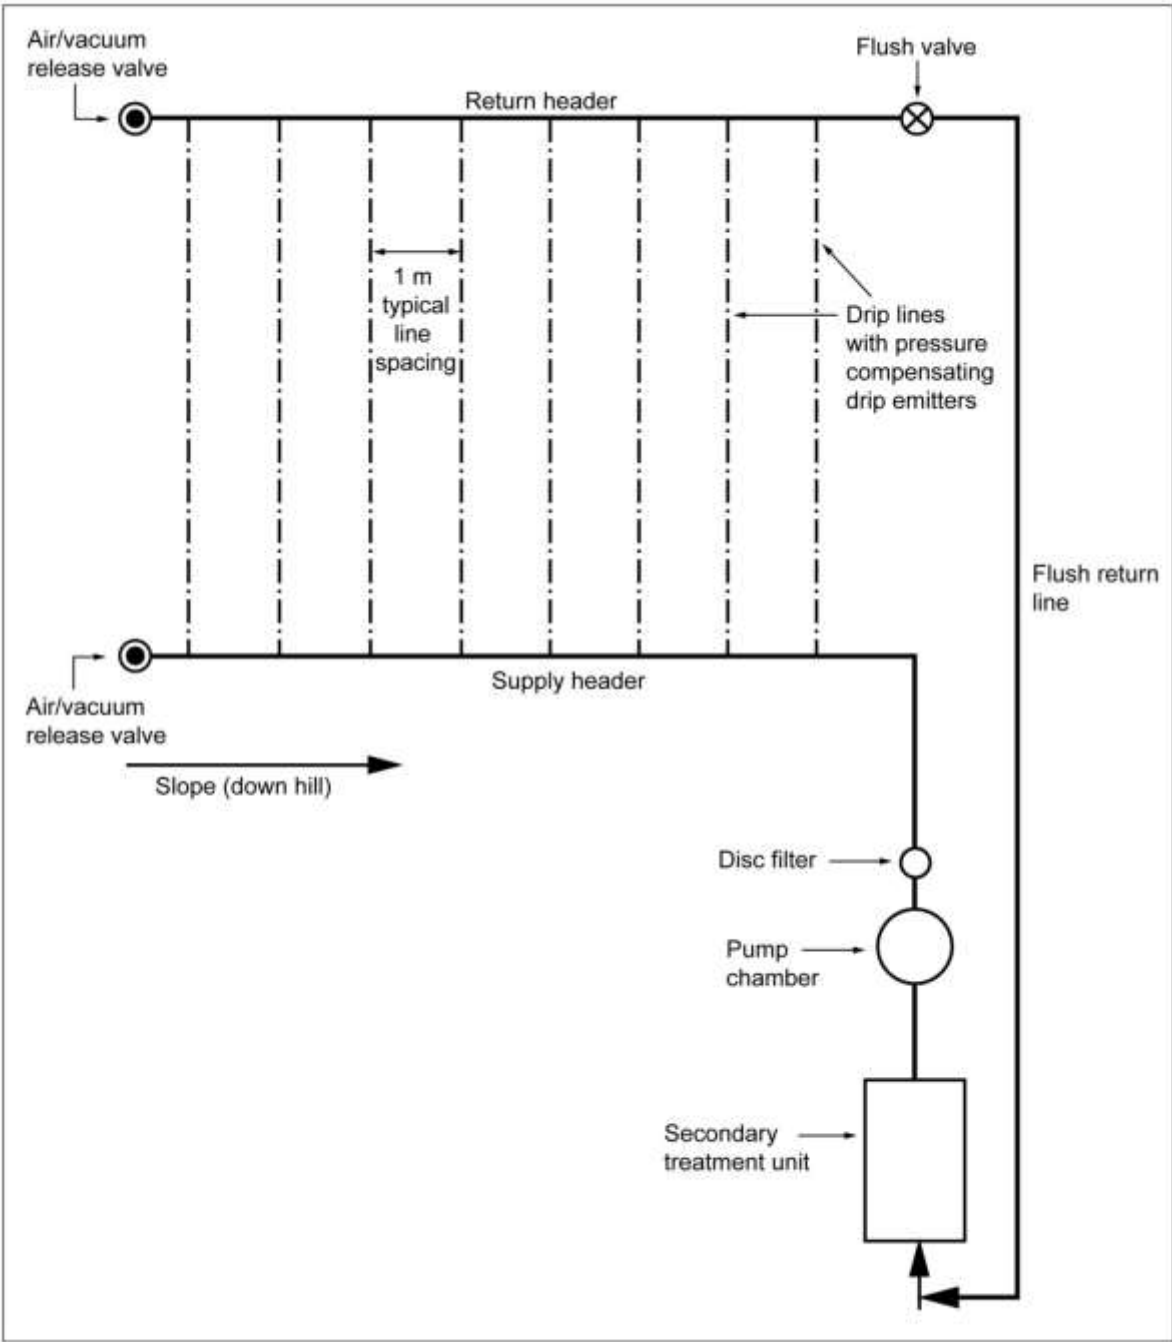 Air/vacuum
release valve
Flush valve
Return header
1 m
typical
line
spacing
Drip lines
with pressure
compensating
drip emitters
Flush return
line
Supply header
Air/vacuum
release valve
Slope (down hill)
Disc filter
Pump
chamber
Secondary
treatment unit